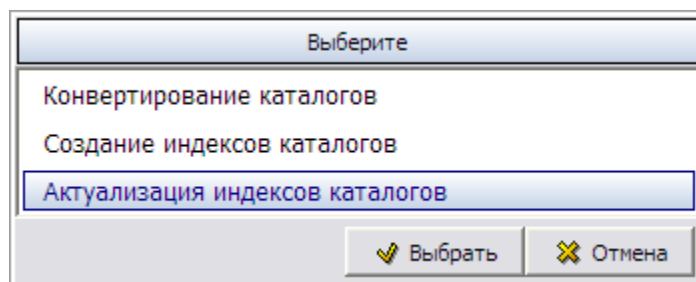 Выберите
Конвертирование каталогов
Создание индексов каталогов
Актуализация индексов каталогов
Выбрать Отмена